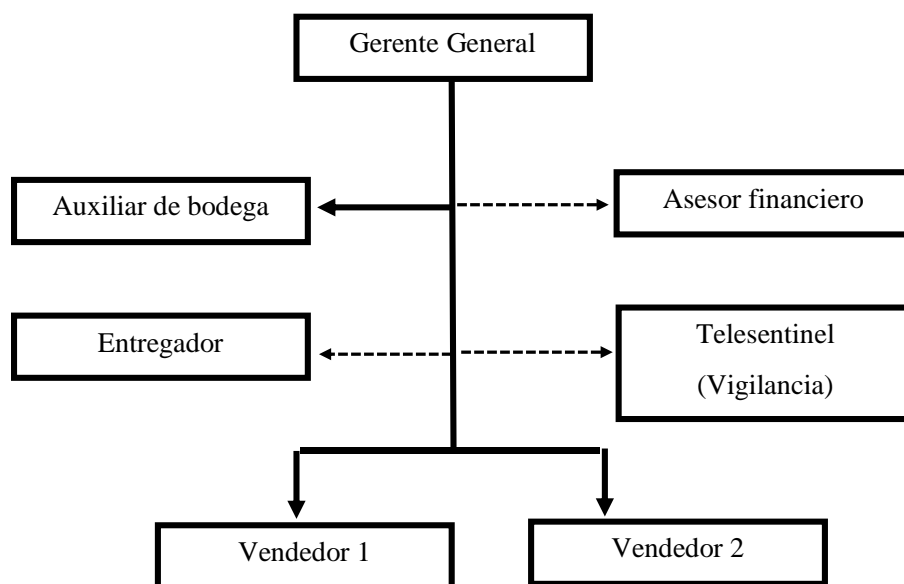 Gerente General
Auxiliar de bodega
Asesor financiero
Entregador
Telesentinel
(Vigilancia)
Vendedor 1
Vendedor 2